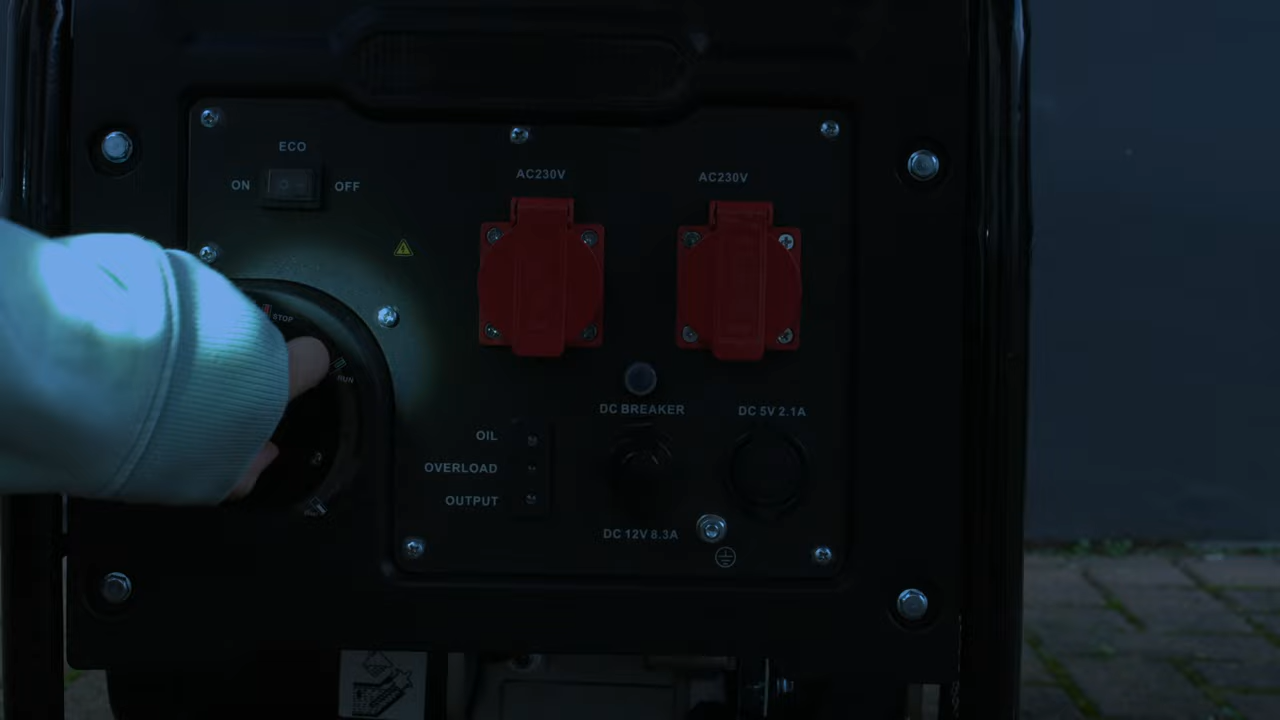 ECO
ON OFF
AC230V
AC230V
STOP
RUN
DC BREAKER
DC 5V 2.1A
OIL
OVERLOAD
OUTPUT
DC 12V 8.3A